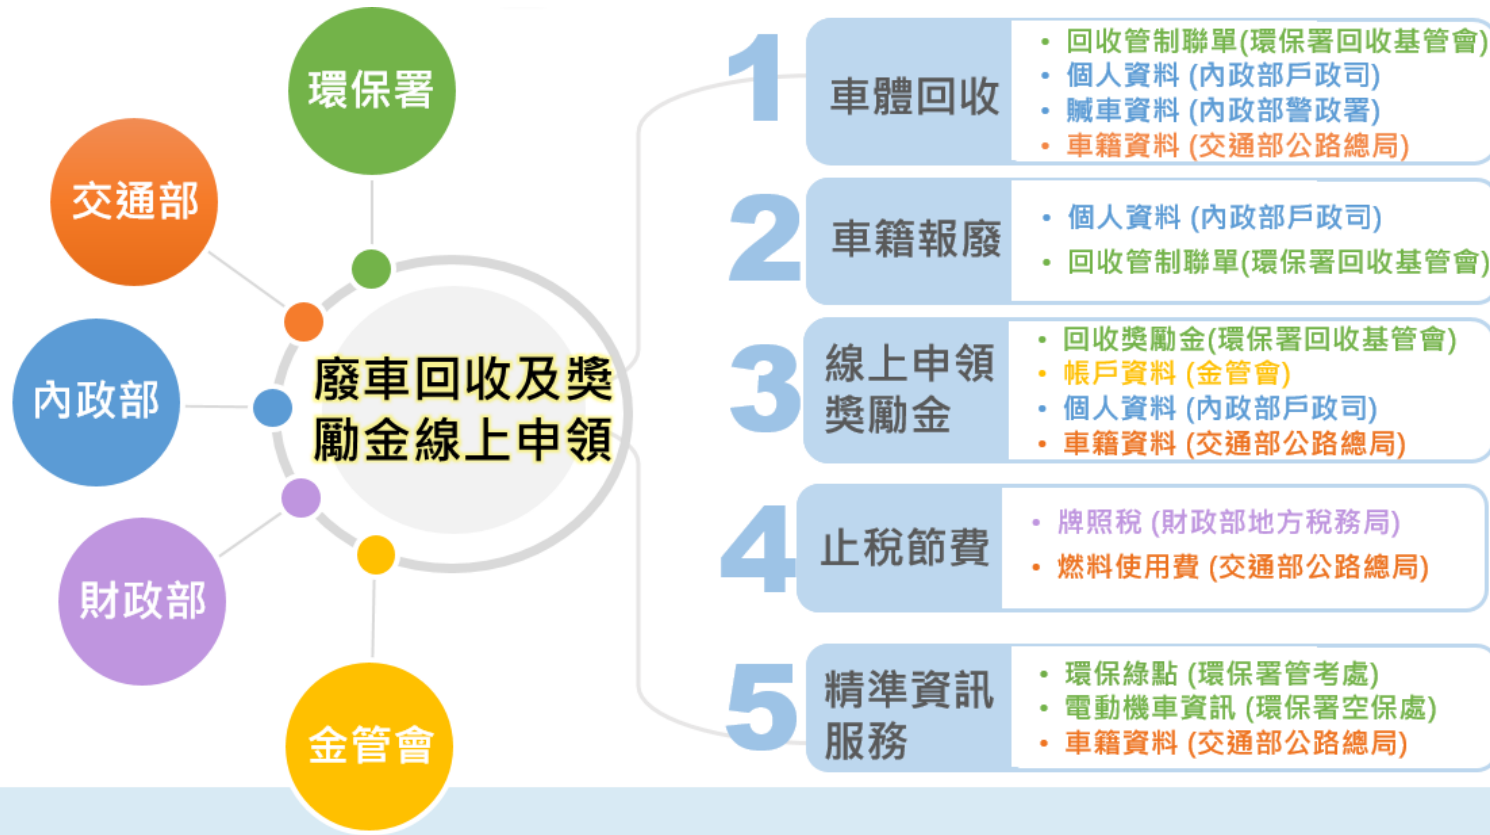 環保署
交通部
內政部
財政部
金管會
廢車回收及獎
勵金線上申領
1
車體回收
• 回收管制聯單(環保署回收基管會)
• 個人資料 (內政部戶政司)
• 贓車資料 (內政部警政署)
• 車籍資料 (交通部公路總局)
2
車籍報廢
• 個人資料 (內政部戶政司)
• 回收管制聯單(環保署回收基管會)
3
線上申領
獎勵金
• 回收獎勵金(環保署回收基管會)
• 帳戶資料 (金管會)
• 個人資料 (內政部戶政司)
• 車籍資料 (交通部公路總局)
4
止稅節費
• 牌照稅 (財政部地方稅務局)
• 燃料使用費 (交通部公路總局)
5
精準資訊
服務
• 環保綠點 (環保署管考處)
• 電動機車資訊 (環保署空保處)
• 車籍資料 (交通部公路總局)